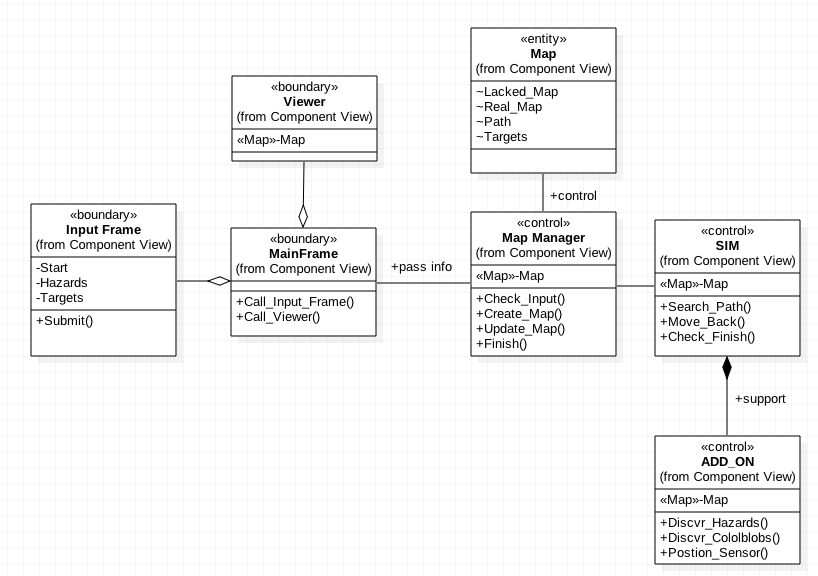 «entity»
Map
(from Component View)
~Lacked_Map
~Real_Map
~Path
~Targets
«boundary»
Viewer
(from Component View)
«Map»-Map
+control
«boundary»
Input Frame
(from Component View)
-Start
-Hazards
-Targets
+Submit()
«boundary»
MainFrame
(from Component View)
+Call_Input_Frame()
+Call_Viewer()
+pass info
«control»
Map Manager
(from Component View)
«Map»-Map
+Check_Input()
+Create_Map()
+Update_Map()
+Finish()
«control»
SIM
(from Component View)
«Map»-Map
+Search_Path()
+Move_Back()
+Check_Finish()
+support
«control»
ADD_ON
(from Component View)
«Map»-Map
+Discvr_Hazards()
+Discvr_Cololblobs()
+Postion_Sensor()